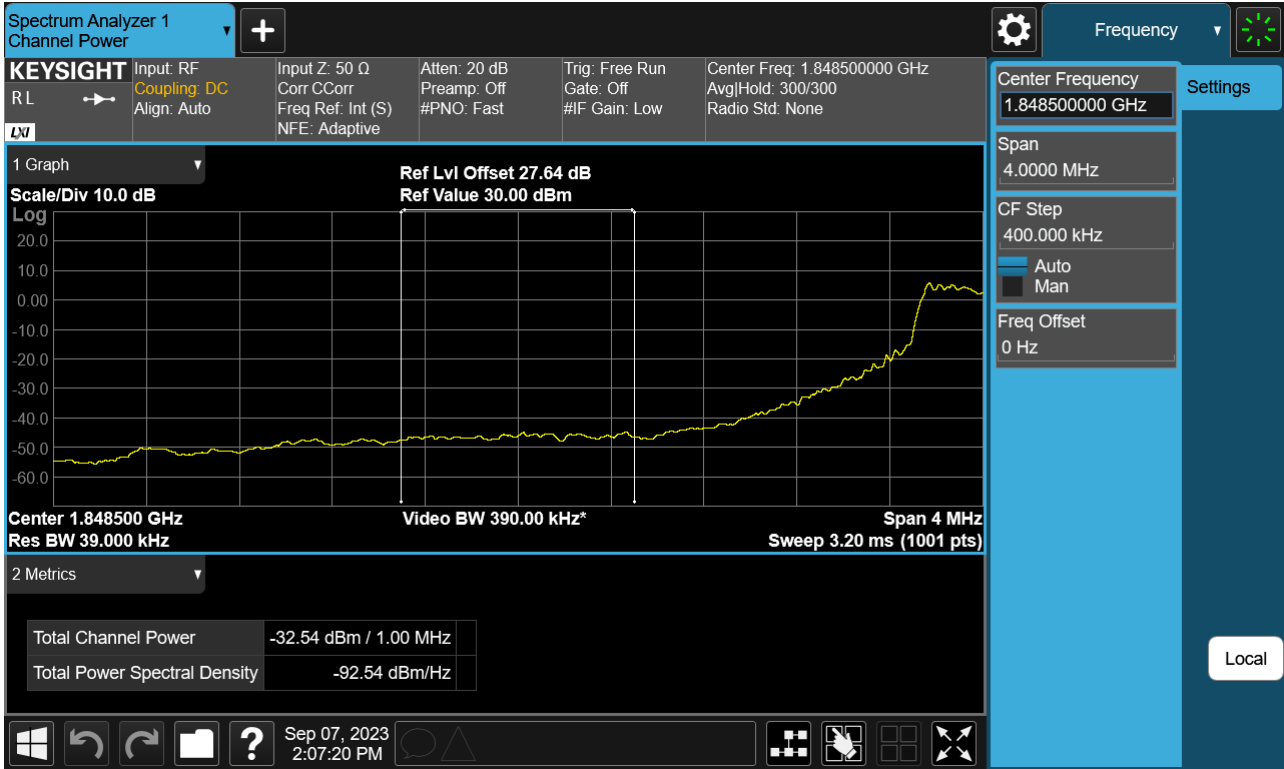 Spectrum Analyzer 1
Channel Power
+
Frequency
KEYSIGHT
R L
LXI
Input: RF
Coupling: DC
Align: Auto
Input Z: 50 Ω
Corr CCorr
Freq Ref: Int (S)
NFE: Adaptive
Atten: 20 dB
Preamp: Off
#PNO: Fast
Trig: Free Run
Gate: Off
#IF Gain: Low
Center Freq: 1.848500000 GHz
Avg|Hold: 300/300
Radio Std: None
Center Frequency
1.848500000 GHz
Settings
Span
4.0000 MHz
CF Step
400.000 kHz
Auto
Man
Freq Offset
0 Hz
1 Graph
Scale/Div 10.0 dB
Ref Lvl Offset 27.64 dB
Ref Value 30.00 dBm
Log
20.0
10.0
0.00
-10.0
-20.0
-30.0
-40.0
-50.0
-60.0
Center 1.848500 GHz
Video BW 390.00 kHz*
Span 4 MHz
Res BW 39.000 kHz
Sweep 3.20 ms (1001 pts)
2 Metrics
Total Channel Power -32.54 dBm / 1.00 MHz
Total Power Spectral Density -92.54 dBm/Hz
Local
?
Sep 07, 2023
2:07:20 PM